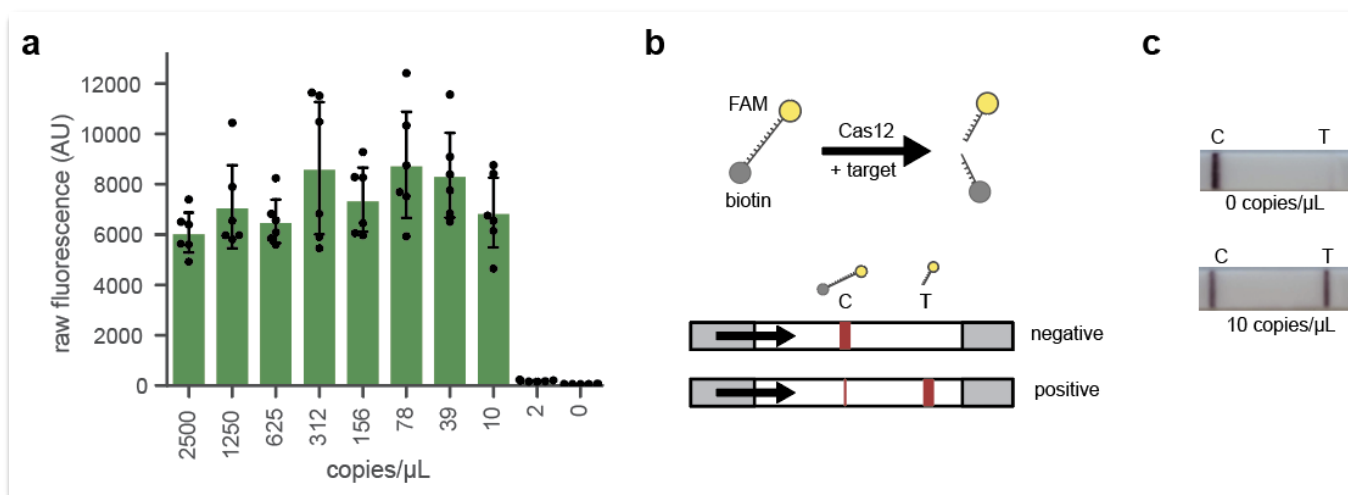 a
raw fluorescence (AU)
12000
10000
8000
6000
4000
2000
0
2500
1250
625
312
156
78
39
10
2
0
copies/µL
b
FAM
Cas12
+ target
biotin
C T
negative
positive
c
C T
0 copies/µL
C T
10 copies/µL